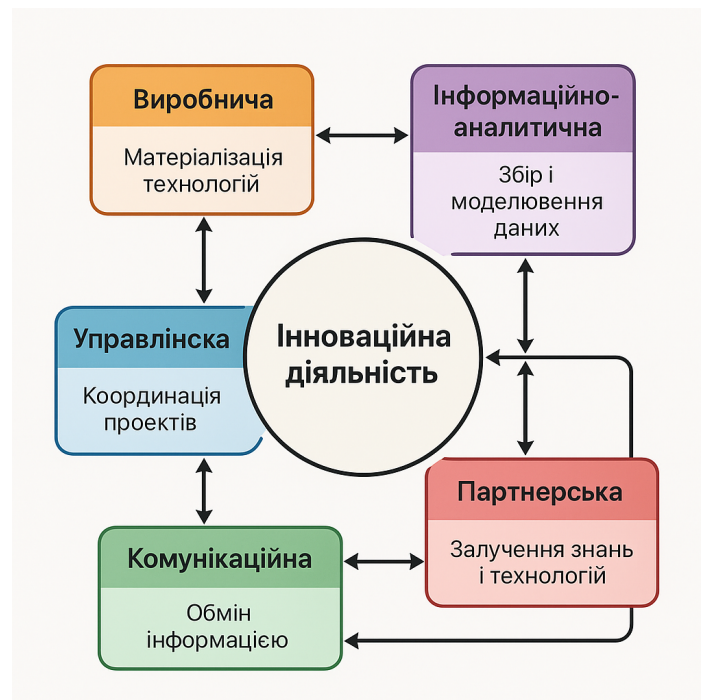 Виробнича
Матеріалізація
технологій
Інформаційно-
аналитична
Збір і
моделювення
даних
Інноваційна
діяльність
Управлінска
Координація
проектів
Партнерська
Залучення знань
і технологій
Комунікаційна
Обмін
інформацією